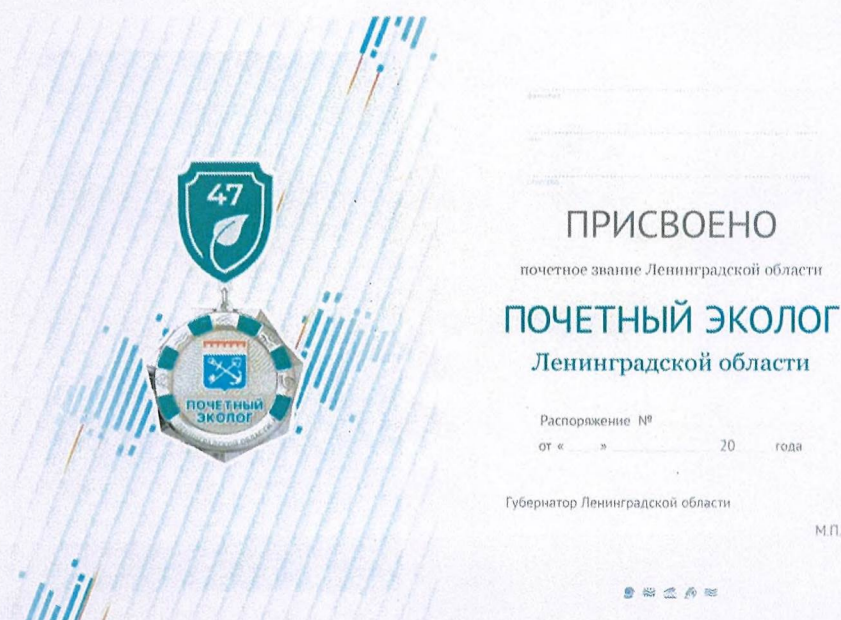 47
ПОЧЕТНЫЙ
ЭКОЛОГ
ПРИСВОЕНО
почетное звание Ленинградской области
ПОЧЕТНЫЙ ЭКОЛОГ
Ленинградской области
Распоряжение №
от « » 20 года
Губернатор Ленинградской области
М.П.